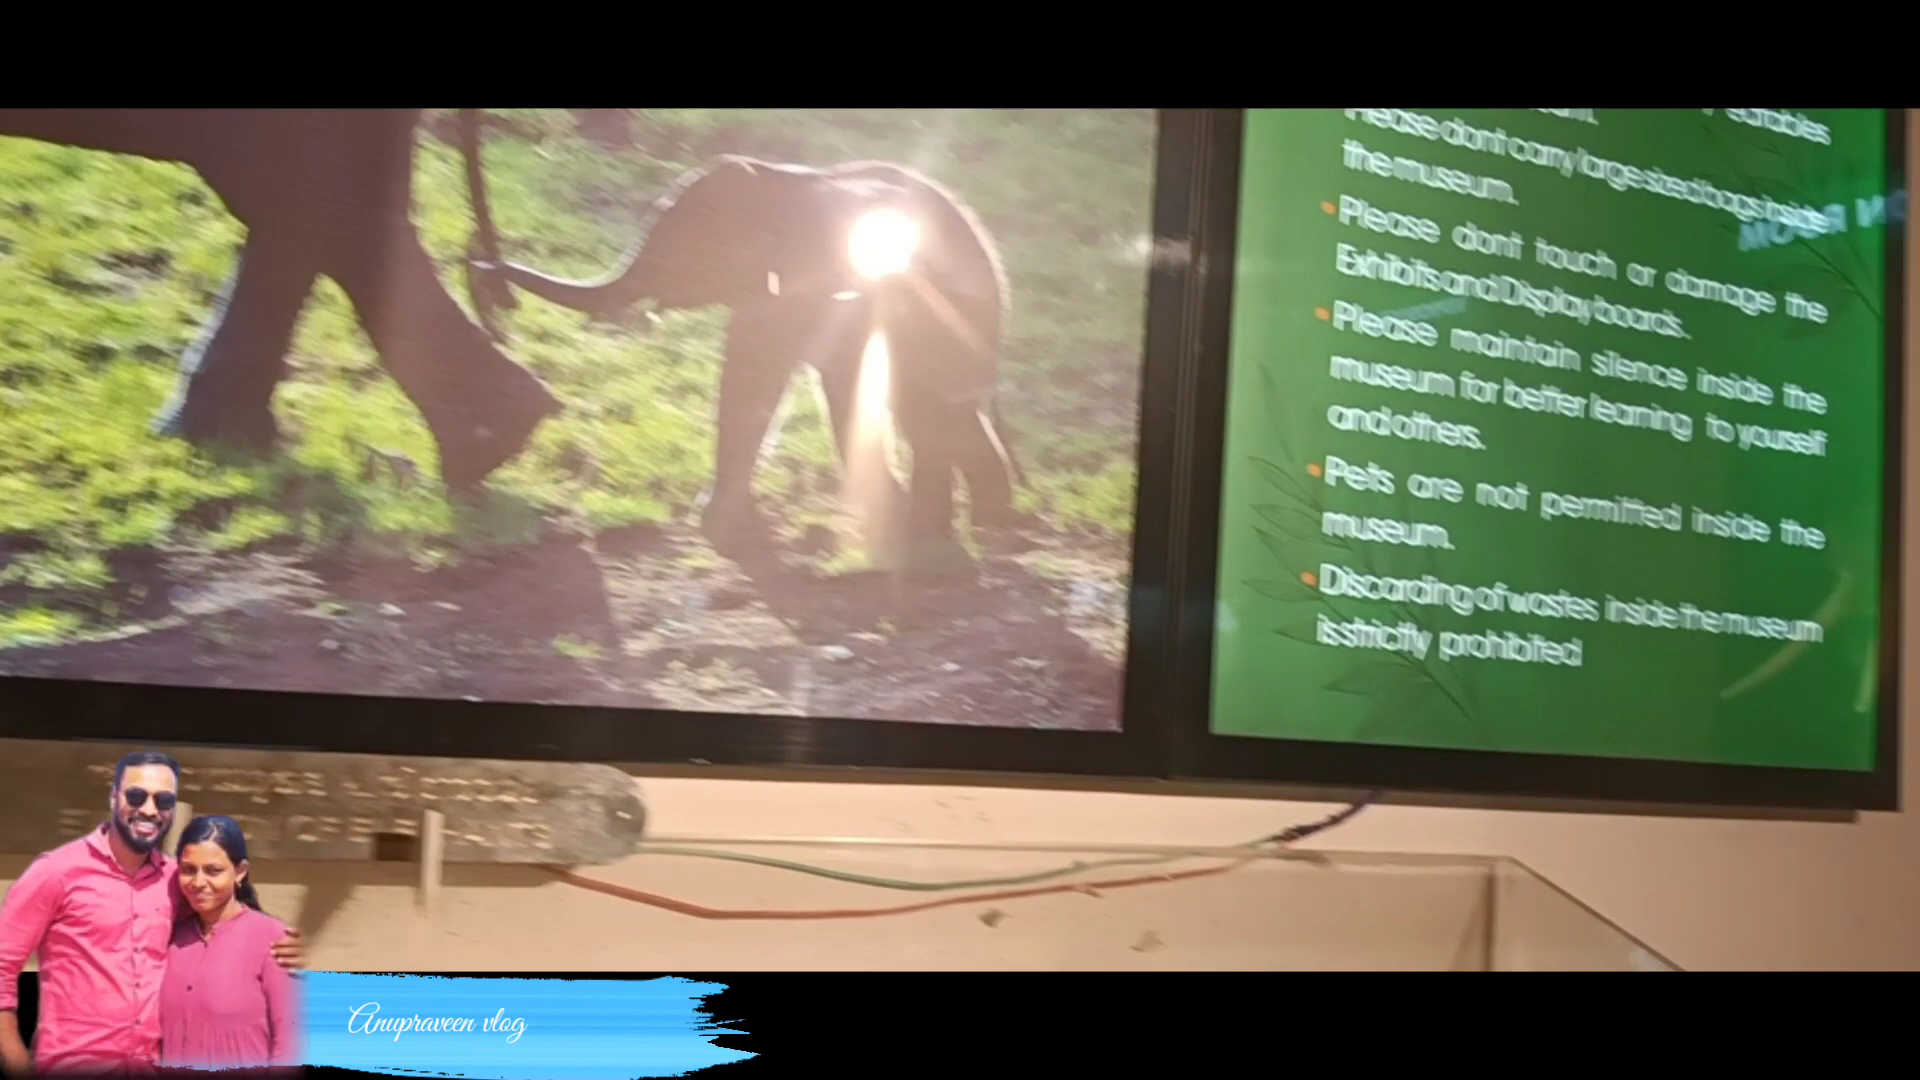 eatables
Please dont carry large sized bags inside
the museum.
Please dont touch or damage the
Exhibits and Display boards.
Please maintain silence inside the
museum for better learning to yourself
and others.
Pets are not permitted inside the
museum.
Discarding of wastes inside the museum
is strictly prohibited
Anupraveen vlog